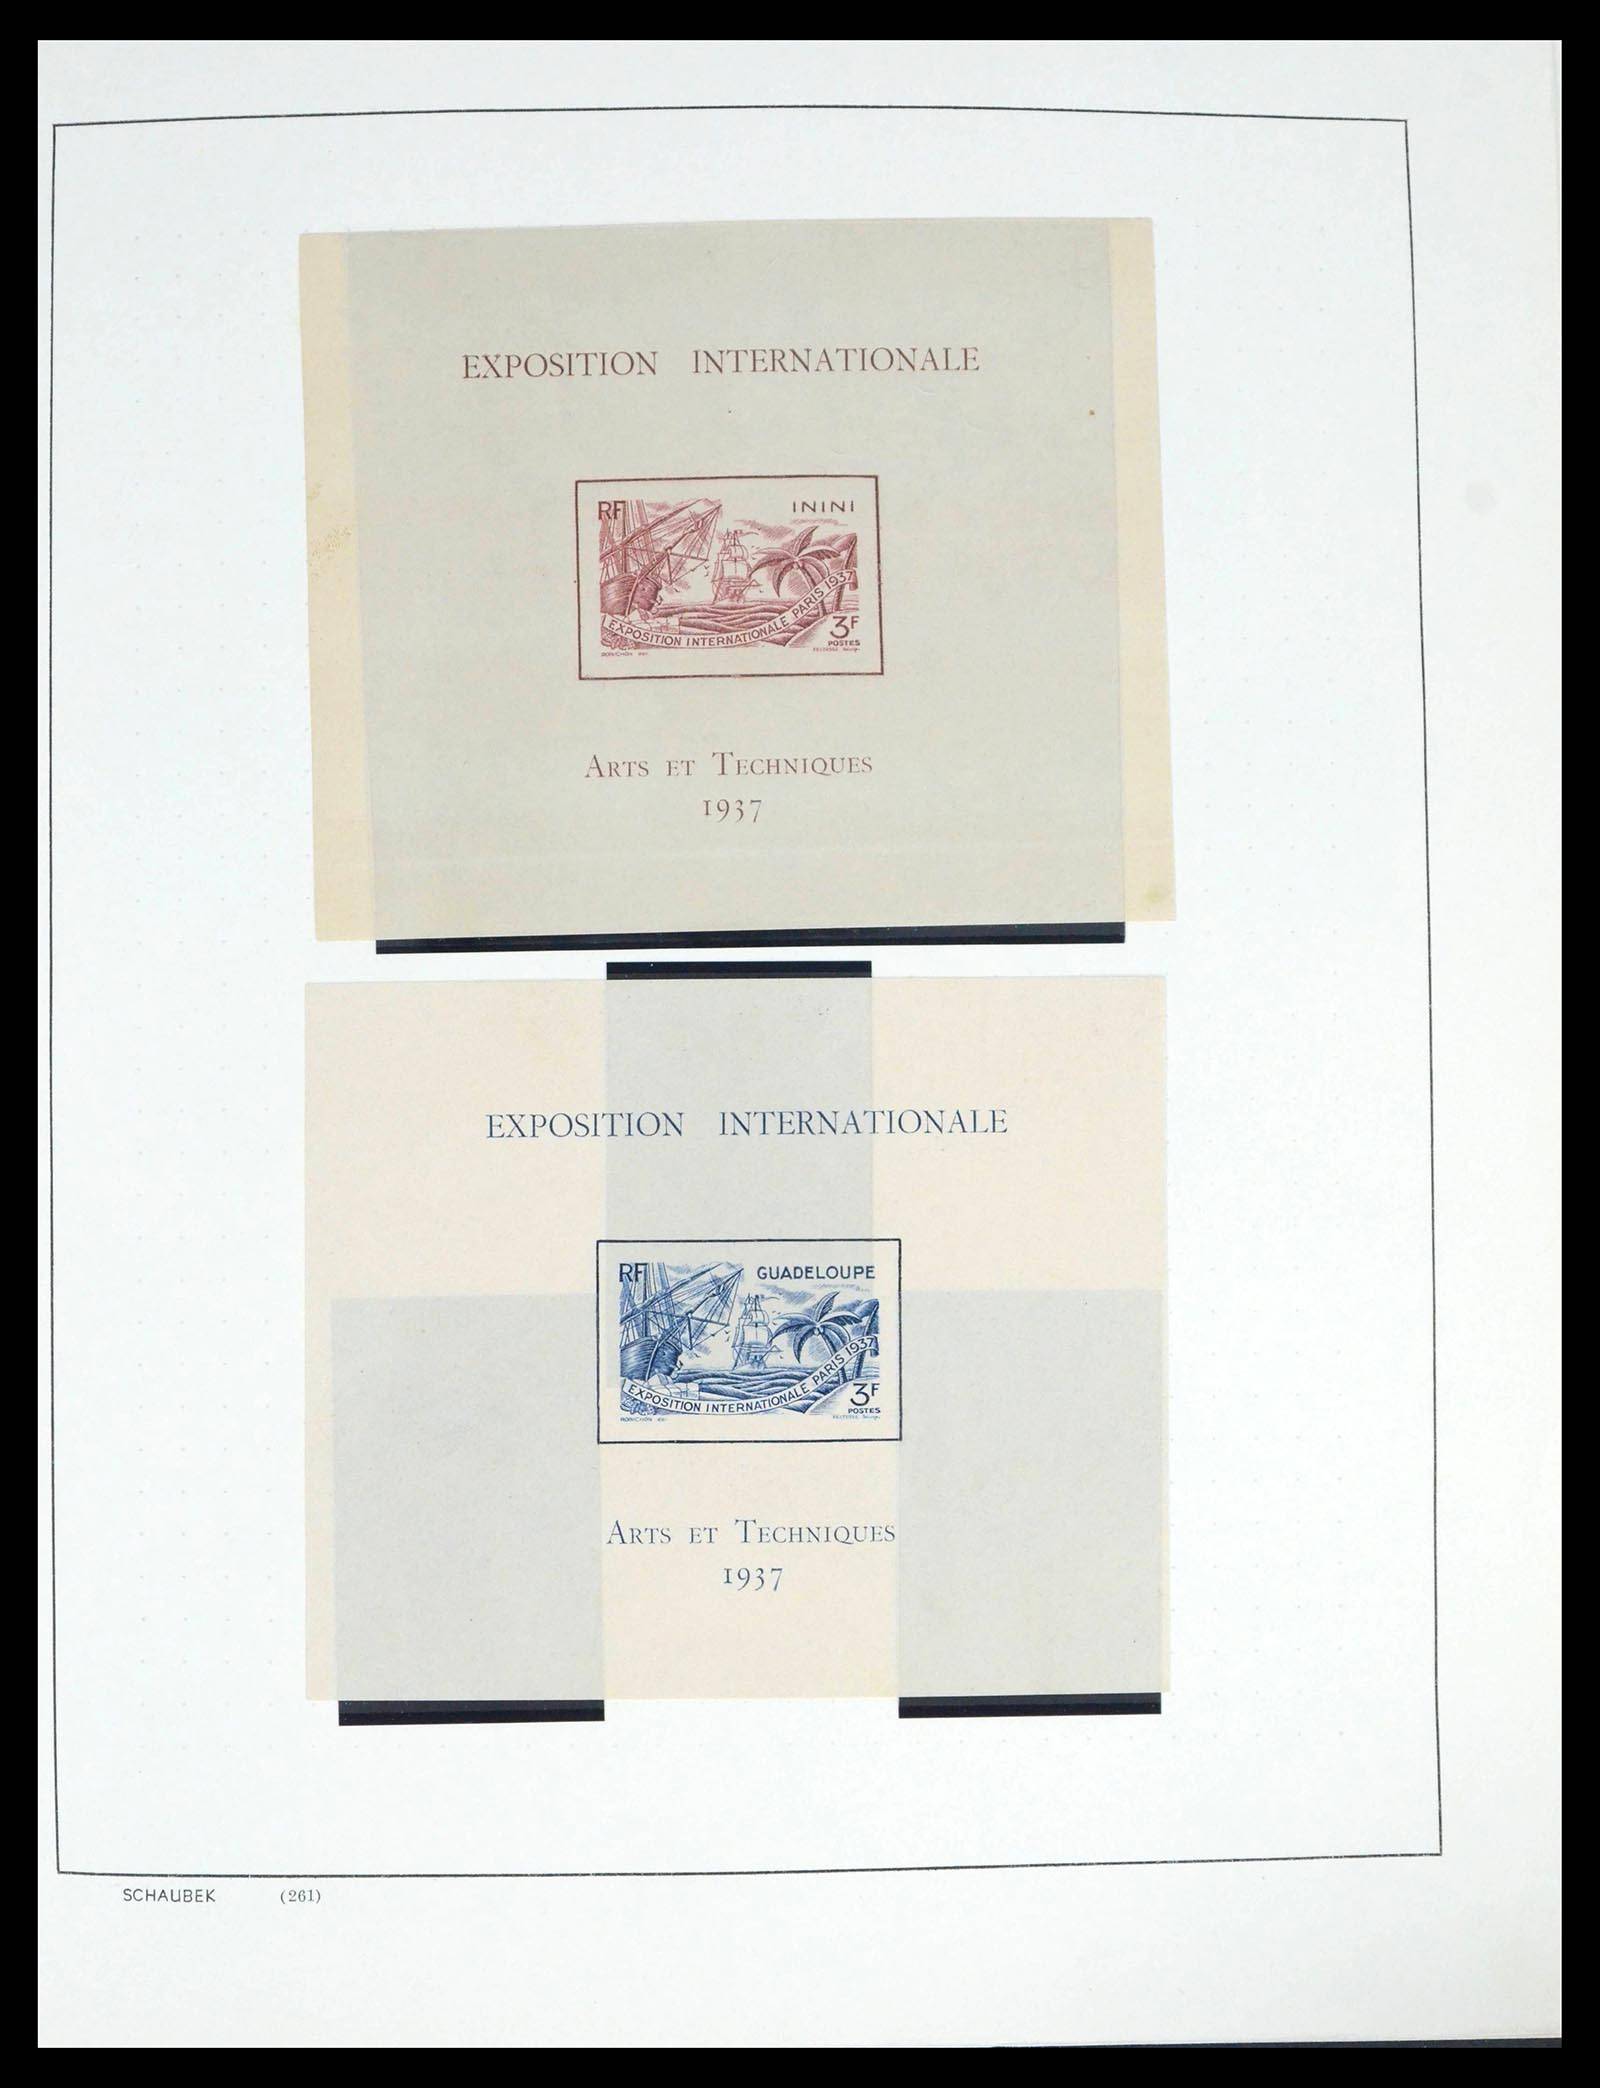 EXPOSITION INTERNATIONALE
RF ININI
EXPOSITION INTERNATIONALE PARIS 1937
3F
POSTES
ARTS ET TECHNIQUES
1937
EXPOSITION INTERNATIONALE
RF GUADELOUPE
EXPOSITION INTERNATIONALE PARIS 1937
3F
POSTES
ARTS ET TECHNIQUES
1937
SCHAUBEK (261)